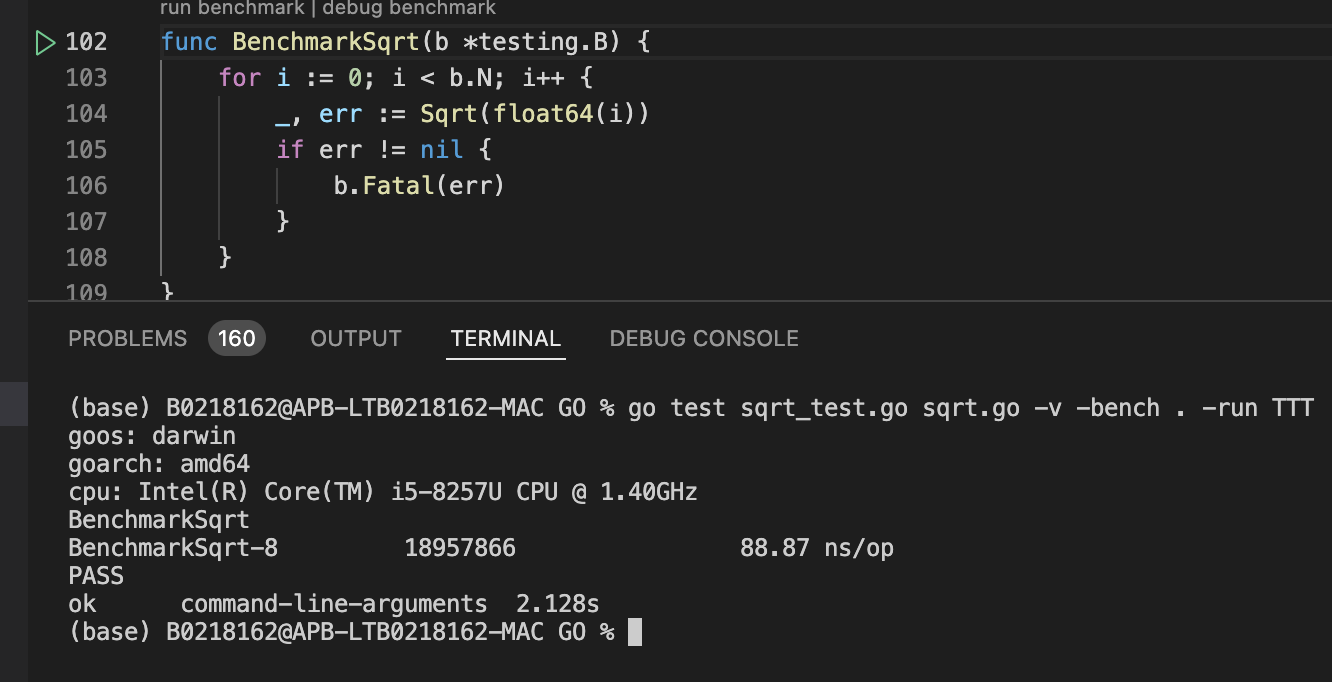 run benchmark | debug benchmark
102 func BenchmarkSqrt(b *testing.B) {
103     for i := 0; i < b.N; i++ {
104         _, err := Sqrt(float64(i))
105         if err != nil {
106             b.Fatal(err)
107         }
108     }
109 }
PROBLEMS 160 OUTPUT TERMINAL DEBUG CONSOLE
(base) B0218162@APB-LTB0218162-MAC GO % go test sqrt_test.go sqrt.go -v -bench . -run TTT
goos: darwin
goarch: amd64
cpu: Intel(R) Core(TM) i5-8257U CPU @ 1.40GHz
BenchmarkSqrt
BenchmarkSqrt-8         18957866                88.87 ns/op
PASS
ok      command-line-arguments  2.128s
(base) B0218162@APB-LTB0218162-MAC GO %